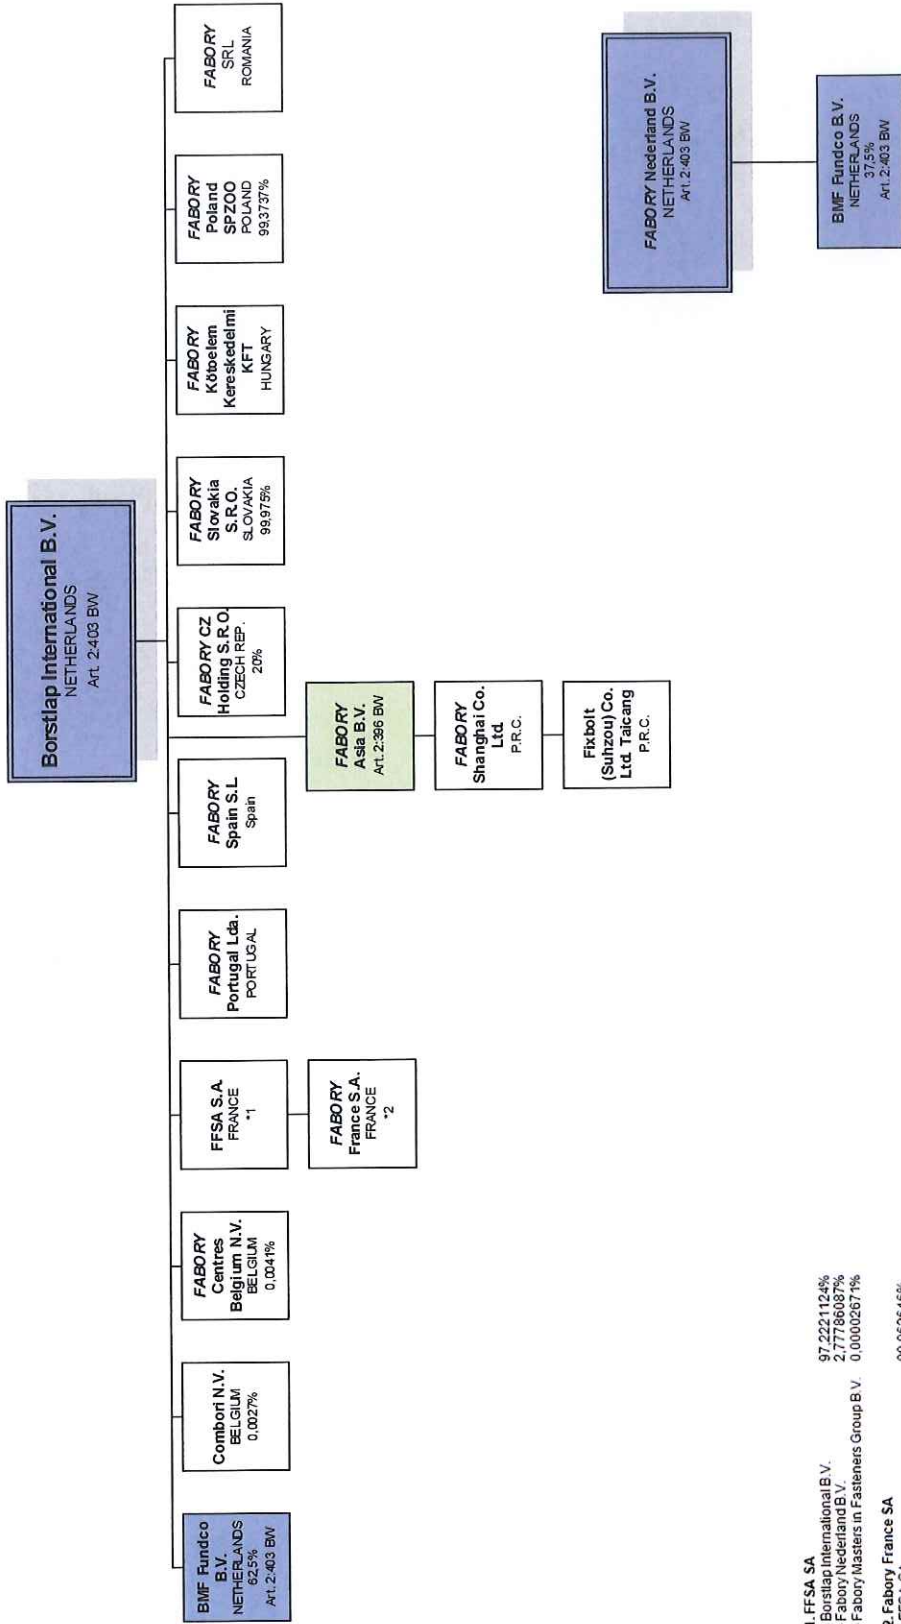 Borstlap International B.V.
NETHERLANDS
Art. 2:403 BW
BMF Fundco
B.V.
NETHERLANDS
62,5%
Art. 2:403 BW
Combori N.V.
BELGIUM
0,0027%
FABORY
Centres
Belgium N.V.
BELGIUM
0,0041%
FFSA S.A.
FRANCE
*1
FABORY
France S.A.
FRANCE
*2
FABORY
Portugal Lda.
PORTUGAL
FABORY
Spain S.L
Spain
FABORY CZ
Holding S.R.O.
CZECH REP.
20%
FABORY
Slovakia
S.R.O.
SLOVAKIA
99,975%
FABORY
Kötoelem
Kereskedelmi
KFT
HUNGARY
FABORY
Poland
SPZOO
POLAND
99,3737%
FABORY
SRL
ROMANIA
FABORY
Asia B.V.
Art. 2:396 BW
FABORY
Shanghai Co.
Ltd.
P.R.C.
Fixbolt
(Suhzou) Co.
Ltd. Taicang
P.R.C.
FABORY Nederland B.V.
NETHERLANDS
Art. 2:403 BW
BMF Fundco B.V.
NETHERLANDS
37,5%
Art. 2:403 BW
1. FFSA SA
Borstlap International B.V. 97,2221124%
Fabory Nederland B.V. 2,77786087%
Fabory Masters in Fasteners Group B.V. 0,00002671%
2. Fabory France SA